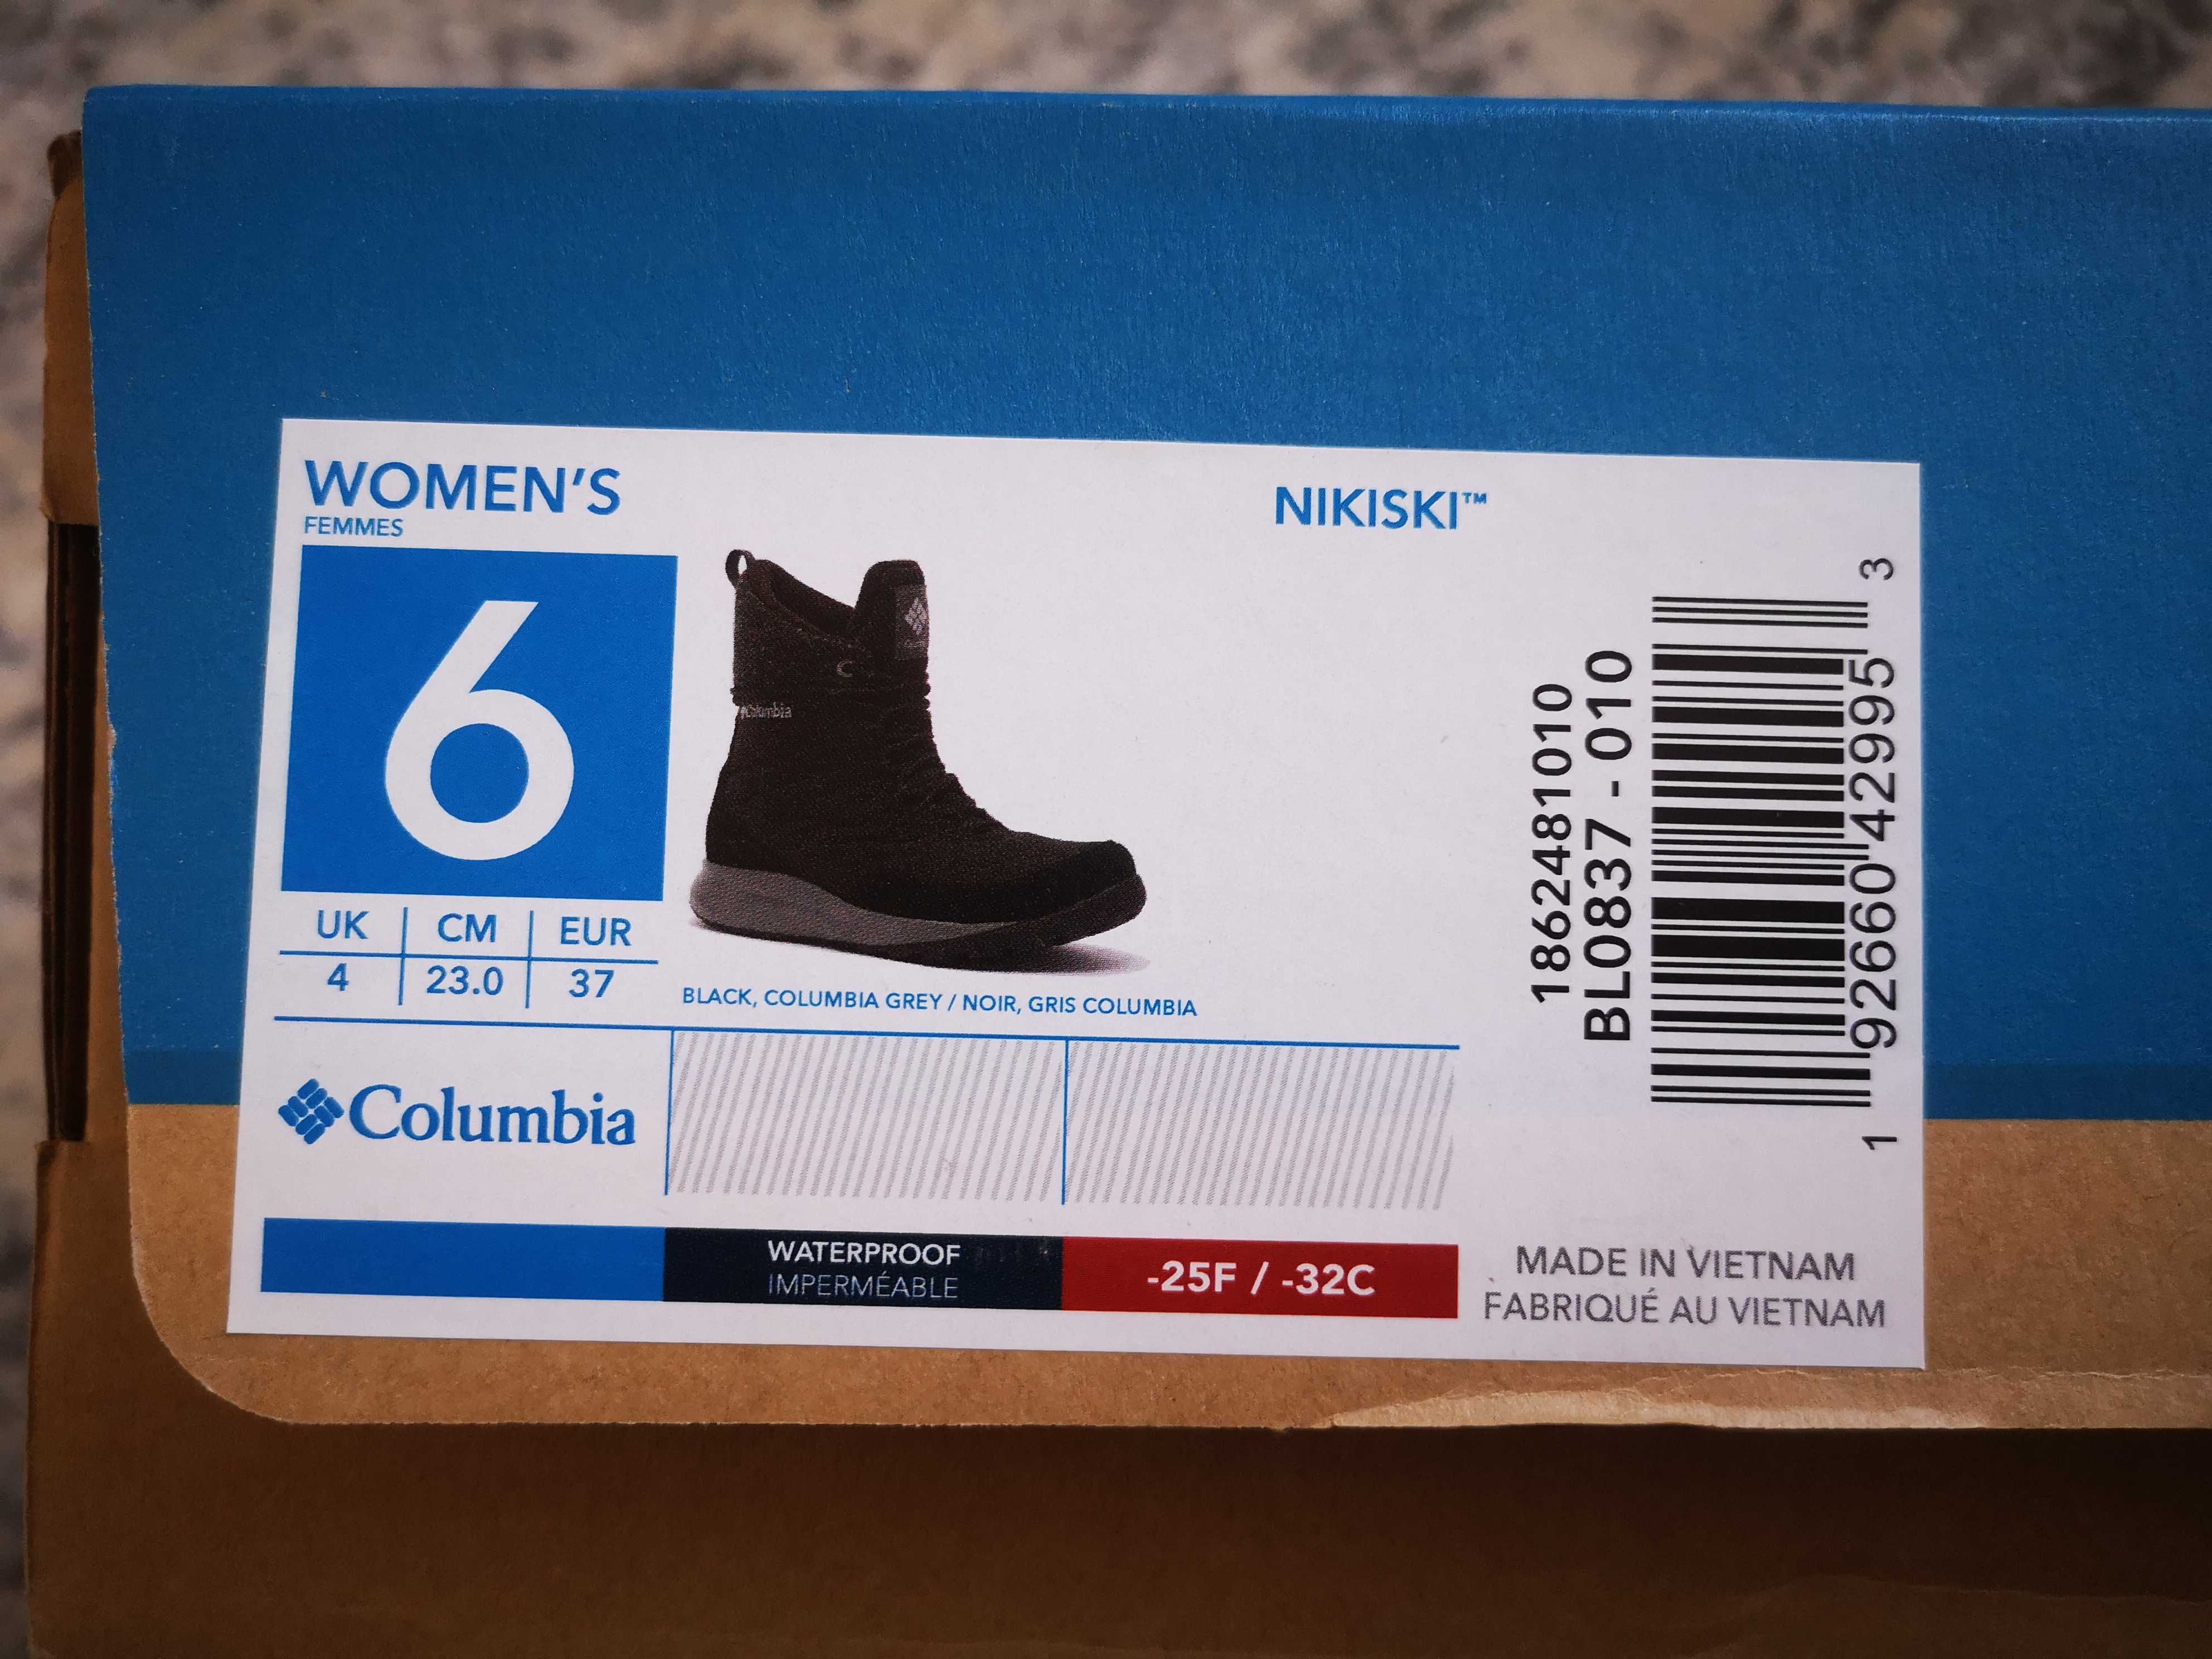 WOMEN'S
FEMMES
6
UK CM EUR
4 23.0 37
NIKISKI™
Columbia
BLACK, COLUMBIA GREY / NOIR, GRIS COLUMBIA
Columbia
WATERPROOF
IMPERMÉABLE
-25F / -32C
1862481010
BL0837 - 010
1 92660 42995 3
MADE IN VIETNAM
FABRIQUÉ AU VIETNAM